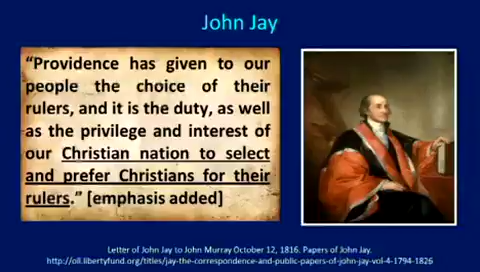 John Jay
“Providence has given to our
people the choice of their
rulers, and it is the duty, as well
as the privilege and interest of
our Christian nation to select
and prefer Christians for their
rulers.” [emphasis added]
Letter of John Jay to John Murray October 12, 1816. Papers of John Jay.
http://oll.libertyfund.org/titles/jay-the-correspondence-and-public-papers-of-john-jay-vol-4-1794-1826